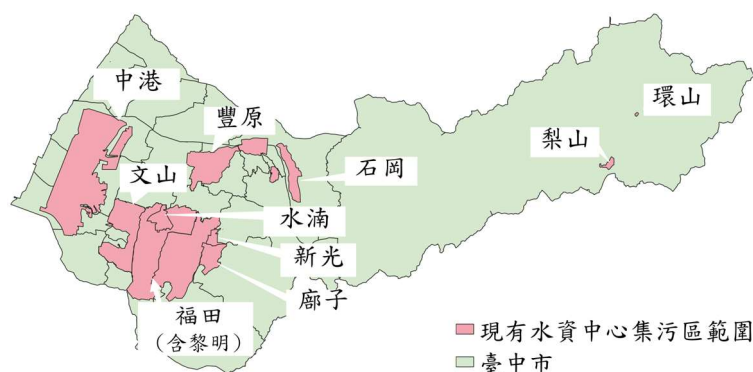 中港
豐原
環山
梨山
文山
石岡
水湳
新光
廍子
福田
(含黎明)
現有水資中心集污區範圍
臺中市